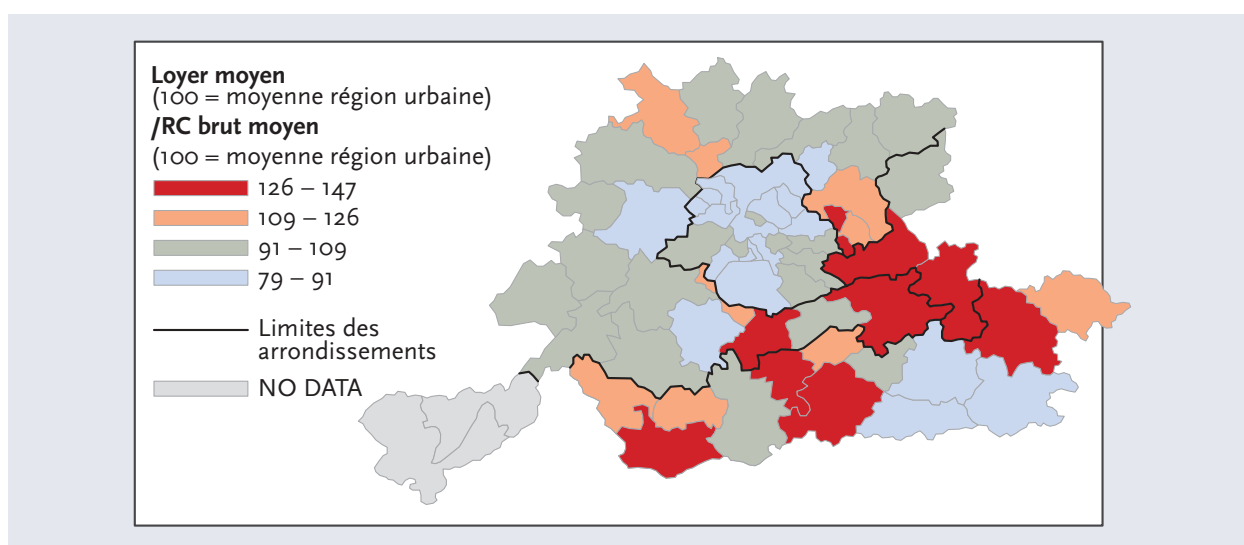 Loyer moyen
(100 = moyenne région urbaine)
/RC brut moyen
(100 = moyenne région urbaine)
126 – 147
109 – 126
91 – 109
79 – 91
Limites des
arrondissements
NO DATA